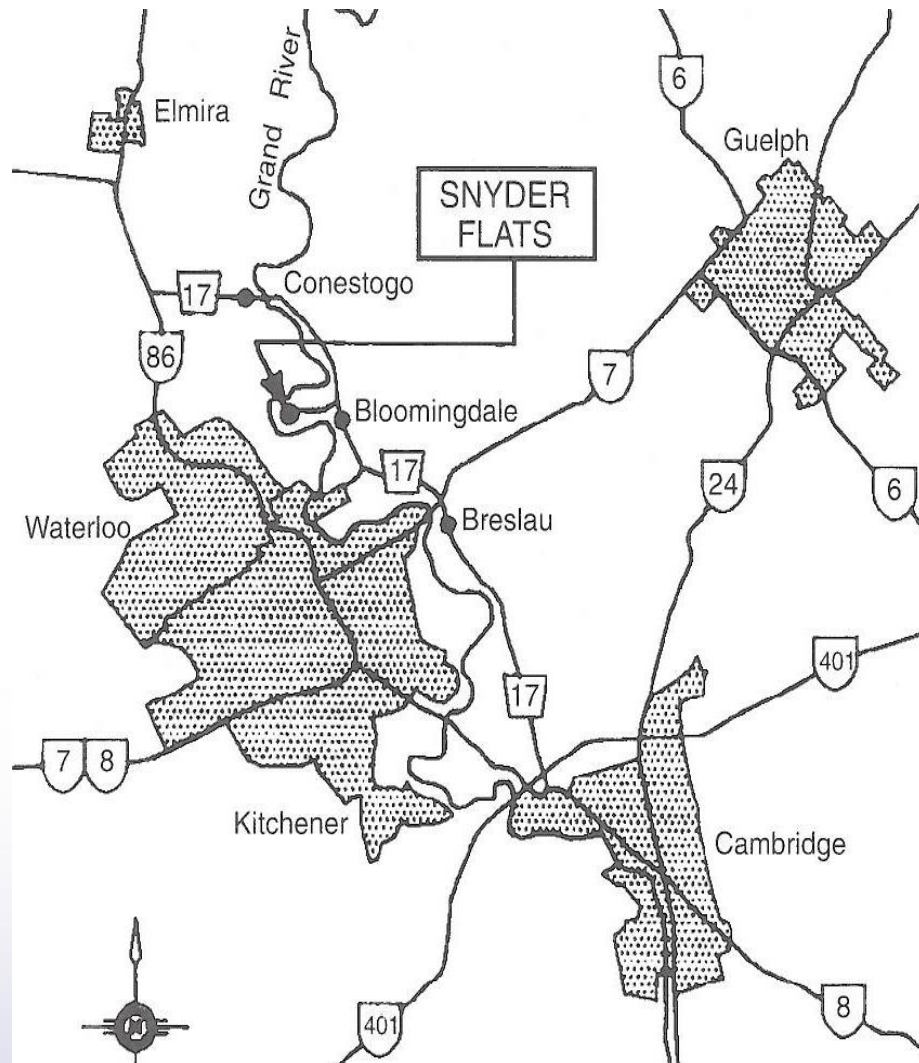 Elmira
Grand River
6
Guelph
SNYDER
FLATS
17
Conestogo
86
7
Bloomingdale
17
24
6
Waterloo
Breslau
401
17
7
8
Kitchener
Cambridge
401
8
N